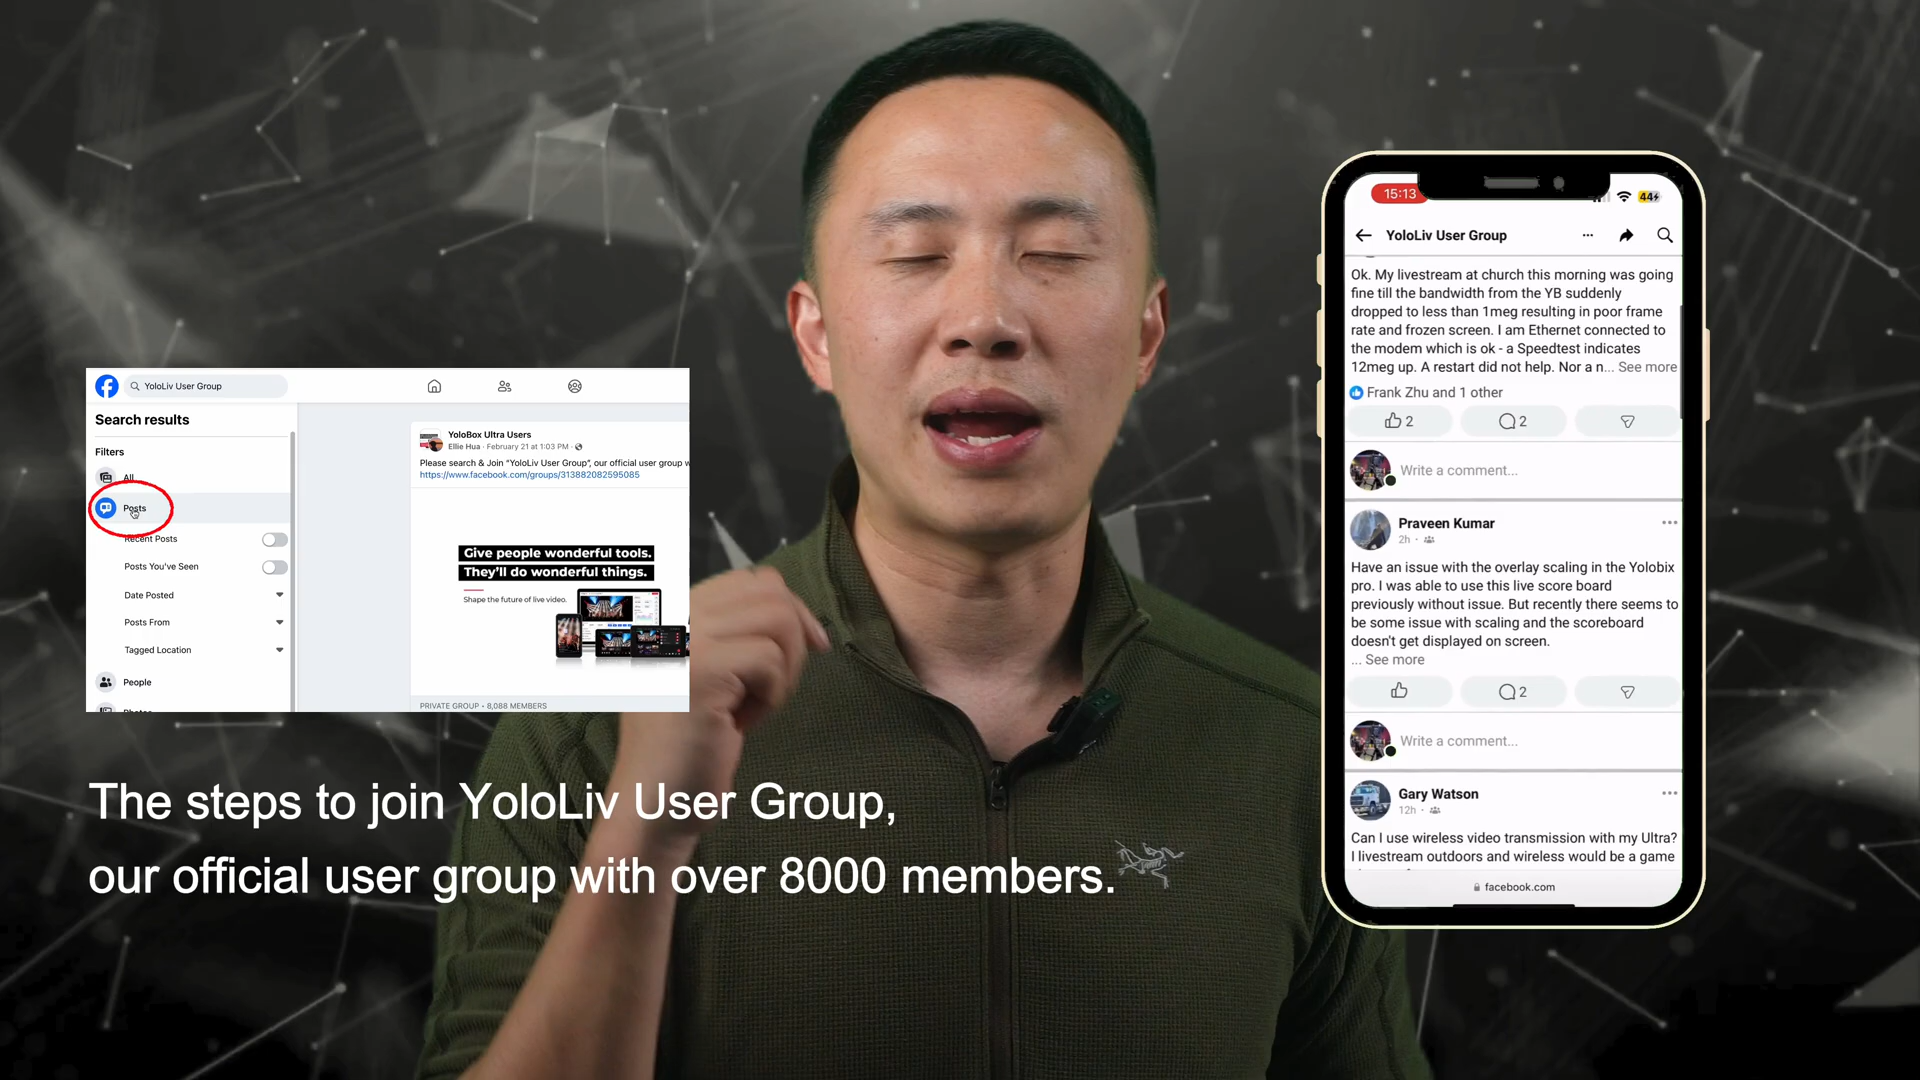 YoloLiv User Group
Search results
Filters
All
Posts
Recent Posts
Posts You've Seen
Date Posted
Posts From
Tagged Location
People
YoloBox Ultra Users
Ellie Hua · February 21 at 1:03 PM ·
Please search & Join “YoloLiv User Group”, our official user group
https://www.facebook.com/groups/313882082595085
Give people wonderful tools.
They’ll do wonderful things.
Shape the future of live video.
PRIVATE GROUP · 8,088 MEMBERS
The steps to join YoloLiv User Group,
our official user group with over 8000 members.
15:13
44
YoloLiv User Group
Ok. My livestream at church this morning was going
fine till the bandwidth from the YB suddenly
dropped to less than 1meg resulting in poor frame
rate and frozen screen. I am Ethernet connected to
the modem which is ok - a Speedtest indicates
12meg up. A restart did not help. Nor a n... See more
Frank Zhu and 1 other
2
2
Write a comment...
Praveen Kumar
2h ·
Have an issue with the overlay scaling in the Yolobix
pro. I was able to use this live score board
previously without issue. But recently there seems to
be some issue with scaling and the scoreboard
doesn't get displayed on screen.
... See more
2
Write a comment...
Gary Watson
12h ·
Can I use wireless video transmission with my Ultra?
I livestream outdoors and wireless would be a game
facebook.com